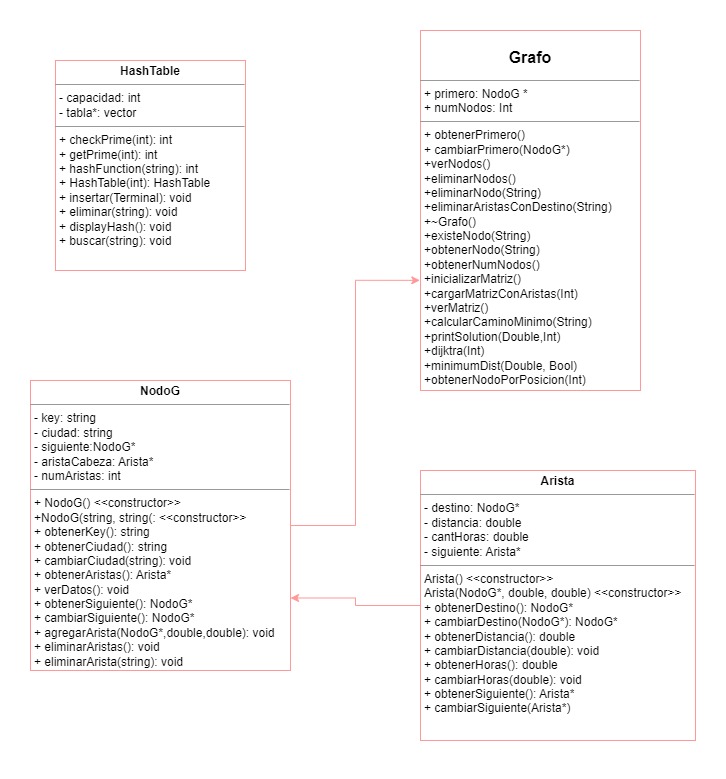 HashTable
- capacidad: int
- tabla*: vector
+ checkPrime(int): int
+ getPrime(int): int
+ hashFunction(string): int
+ HashTable(int): HashTable
+ insertar(Terminal): void
+ eliminar(string): void
+ displayHash(): void
+ buscar(string): void
Grafo
+ primero: NodoG *
+ numNodos: Int
+ obtenerPrimero()
+ cambiarPrimero(NodoG*)
+verNodos()
+eliminarNodos()
+eliminarNodo(String)
+eliminarAristasConDestino(String)
+~Grafo()
+existeNodo(String)
+obtenerNodo(String)
+obtenerNumNodos()
+inicializarMatriz()
+cargarMatrizConAristas(Int)
+verMatriz()
+calcularCaminoMinimo(String)
+printSolution(Double,Int)
+dijktra(Int)
+minimumDist(Double, Bool)
+obtenerNodoPorPosicion(Int)
NodoG
- key: string
- ciudad: string
- siguiente:NodoG*
- aristaCabeza: Arista*
- numAristas: int
+ NodoG() <<constructor>>
+NodoG(string, string(: <<constructor>>
+ obtenerKey(): string
+ obtenerCiudad(): string
+ cambiarCiudad(string): void
+ obtenerAristas(): Arista*
+ verDatos(): void
+ obtenerSiguiente(): NodoG*
+ cambiarSiguiente(): NodoG*
+ agregarArista(NodoG*,double,double): void
+ eliminarAristas(): void
+ eliminarArista(string): void
Arista
- destino: NodoG*
- distancia: double
- cantHoras: double
- siguiente: Arista*
Arista() <<constructor>>
Arista(NodoG*, double, double) <<constructor>>
+ obtenerDestino(): NodoG*
+ cambiarDestino(NodoG*): NodoG*
+ obtenerDistancia(): double
+ cambiarDistancia(double): void
+ obtenerHoras(): double
+ cambiarHoras(double): void
+ obtenerSiguiente(): Arista*
+ cambiarSiguiente(Arista*)